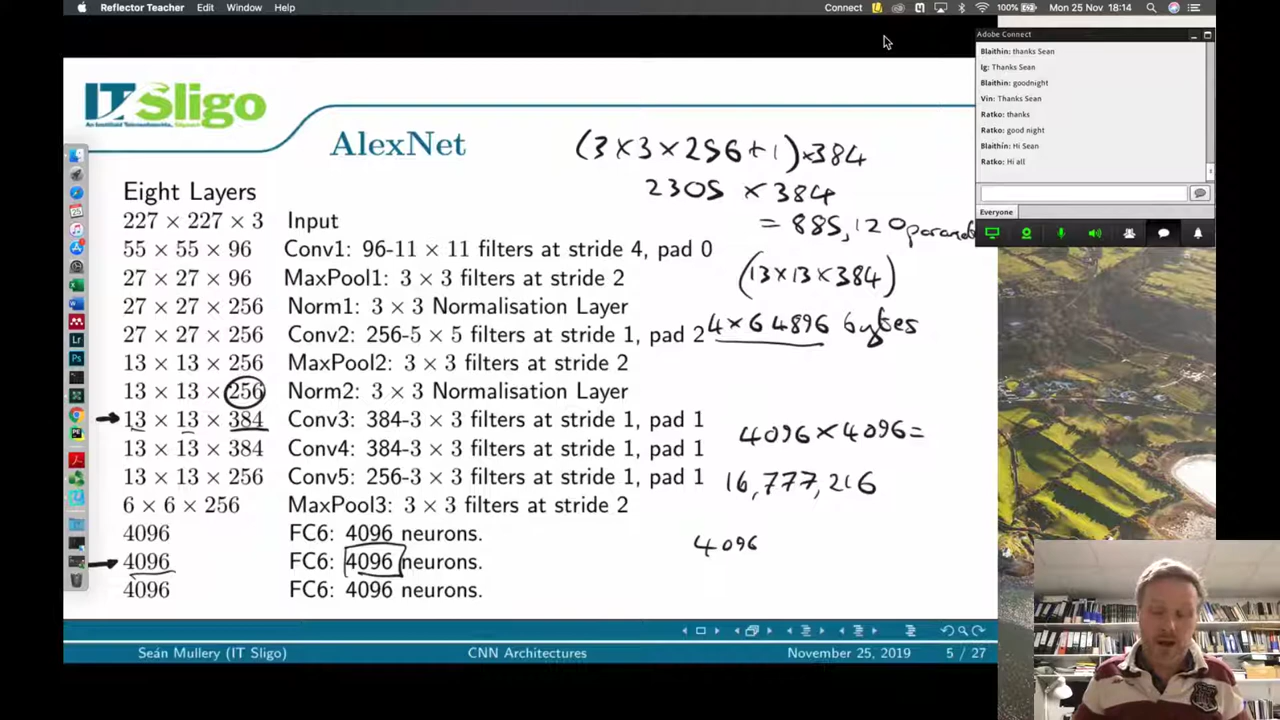 Reflector Teacher Edit Window Help
Connect 100% Mon 25 Nov 18:14
Adobe Connect
Blaithin: thanks Sean
Ig: Thanks Sean
Blaithin: goodnight
Vin: Thanks Sean
Ratko: thanks
Ratko: good night
Blaithín: Hi Sean
Ratko: Hi all
Everyone
IT Sligo
AlexNet
(3×3×256+1)×384
2305 × 384
= 885,120 
(13×13×384)
4×64896 bytes
4096×4096=
16,777,216
4096
Eight Layers
227 × 227 × 3 Input
55 × 55 × 96 Conv1: 96-11 × 11 filters at stride 4, pad 0
27 × 27 × 96 MaxPool1: 3 × 3 filters at stride 2
27 × 27 × 256 Norm1: 3 × 3 Normalisation Layer
27 × 27 × 256 Conv2: 256-5 × 5 filters at stride 1, pad 2
13 × 13 × 256 MaxPool2: 3 × 3 filters at stride 2
13 × 13 × 256 Norm2: 3 × 3 Normalisation Layer
13 × 13 × 384 Conv3: 384-3 × 3 filters at stride 1, pad 1
13 × 13 × 384 Conv4: 384-3 × 3 filters at stride 1, pad 1
13 × 13 × 256 Conv5: 256-3 × 3 filters at stride 1, pad 1
6 × 6 × 256 MaxPool3: 3 × 3 filters at stride 2
4096 FC6: 4096 neurons.
4096 FC6: 4096 neurons.
4096 FC6: 4096 neurons.
Seán Mullery (IT Sligo) CNN Architectures November 25, 2019 5 / 27